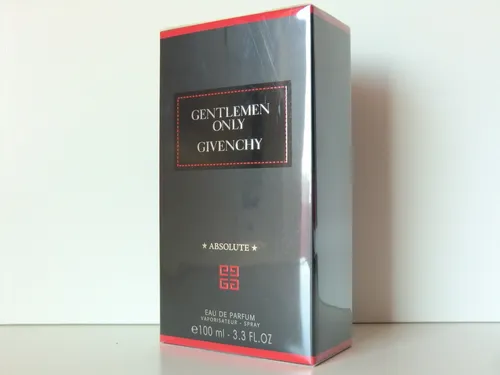 GENTLEMEN
ONLY
GIVENCHY
★ ABSOLUTE ★
EAU DE PARFUM
VAPORISATEUR - SPRAY
℮100 ml - 3.3 FL.OZ